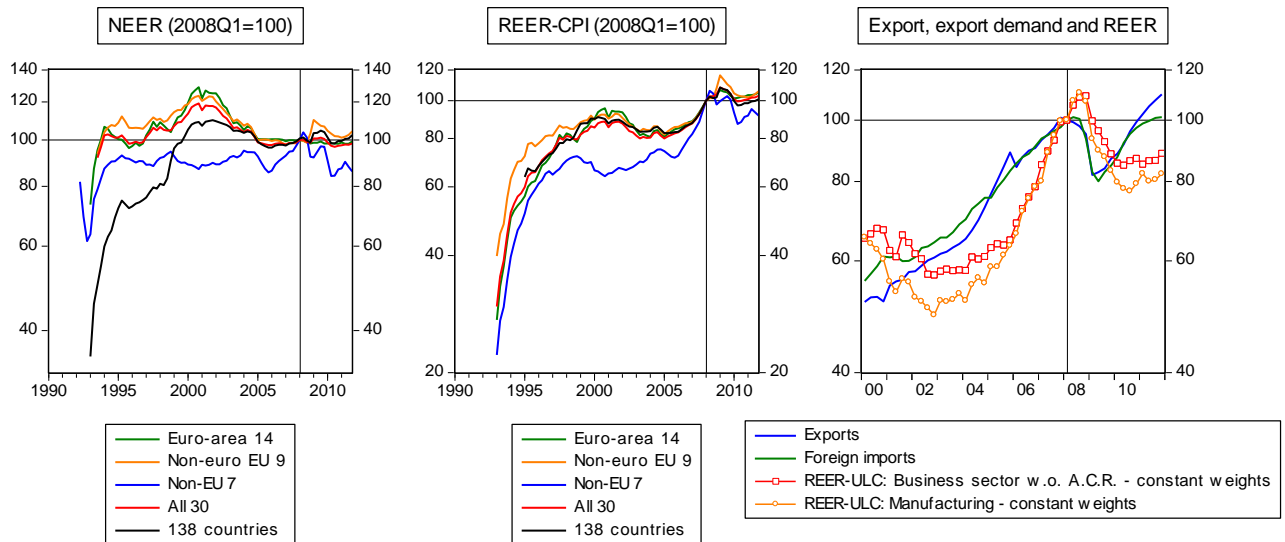 NEER (2008Q1=100)
140 140
120 120
100 100
80 80
60 60
40 40
1990 1995 2000 2005 2010
Euro-area 14
Non-euro EU 9
Non-EU 7
All 30
138 countries
REER-CPI (2008Q1=100)
120 120
100 100
80 80
60 60
40 40
20 20
1990 1995 2000 2005 2010
Euro-area 14
Non-euro EU 9
Non-EU 7
All 30
138 countries
Export, export demand and REER
120 120
100 100
80 80
60 60
40 40
00 02 04 06 08 10
Exports
Foreign imports
REER-ULC: Business sector w.o. A.C.R. - constant weights
REER-ULC: Manufacturing - constant weights